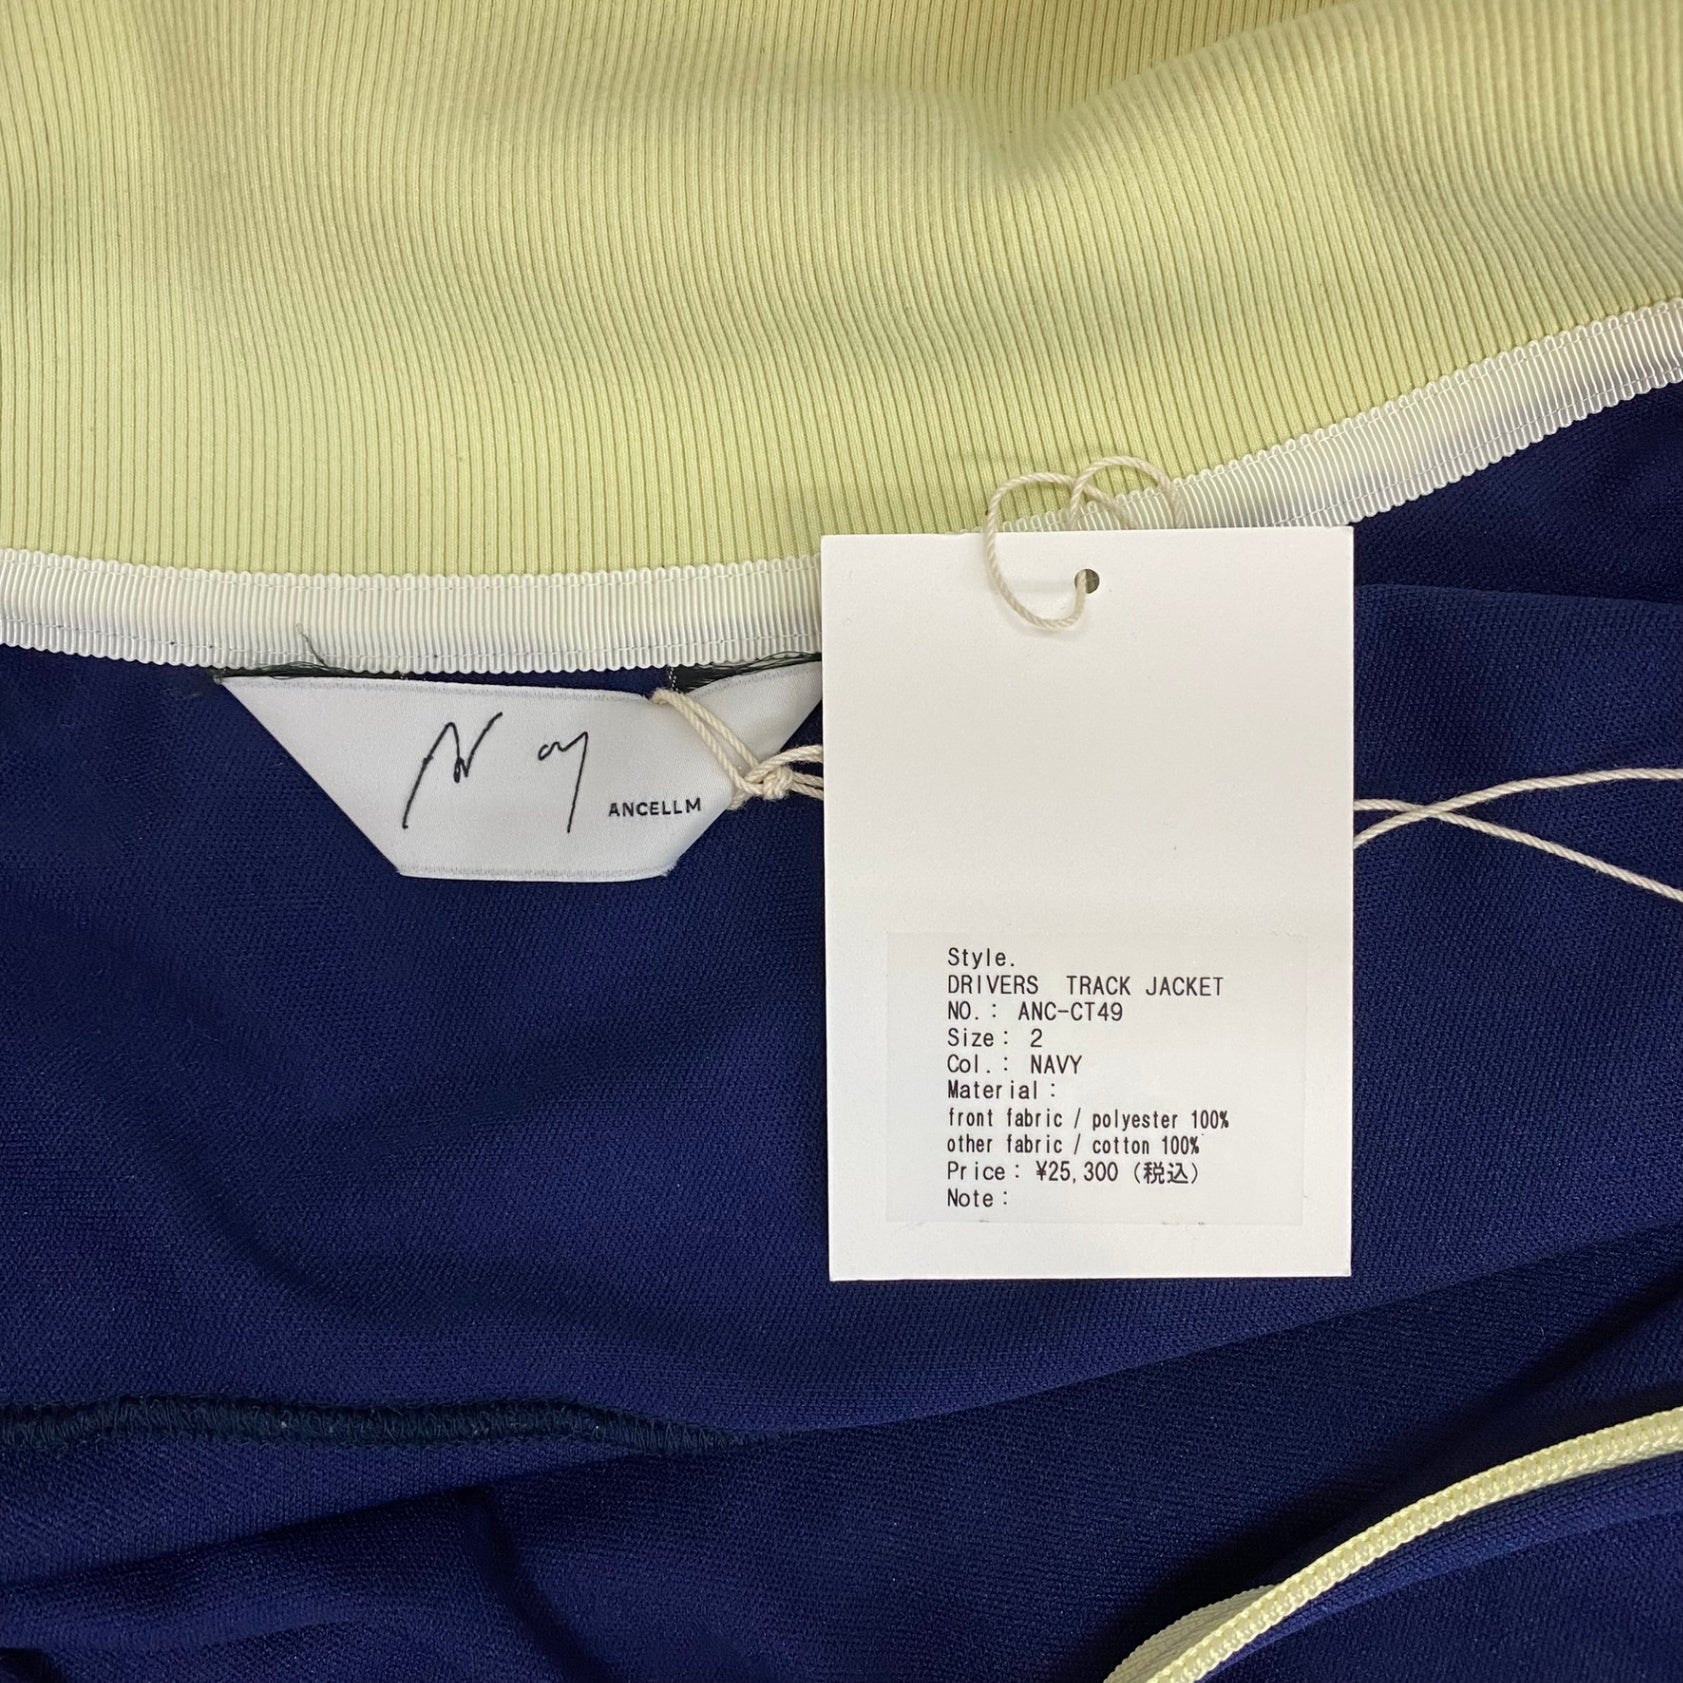 ANCELLM
Style.
DRIVERS TRACK JACKET
NO.: ANC-CT49
Size: 2
Col.: NAVY
Material:
front fabric / polyester 100%
other fabric / cotton 100%
Price: ¥25,300 (税込)
Note: